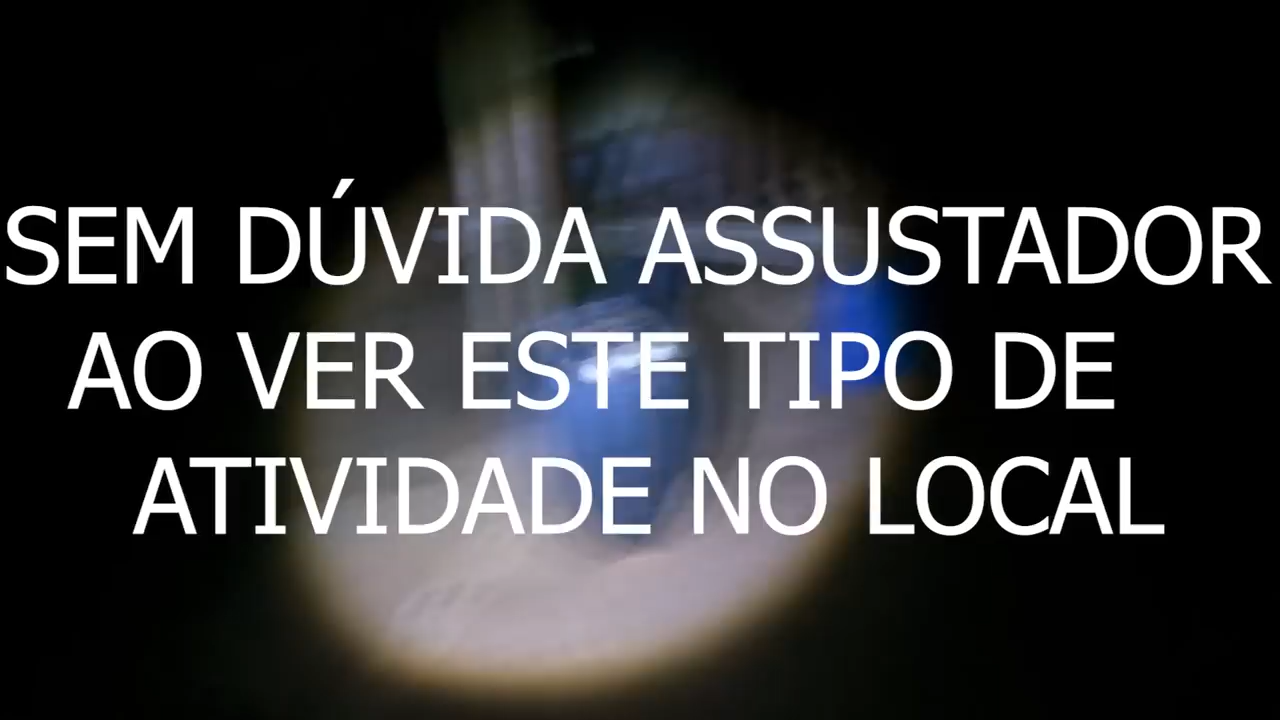 SEM DÚVIDA ASSUSTADOR
AO VER ESTE TIPO DE
ATIVIDADE NO LOCAL